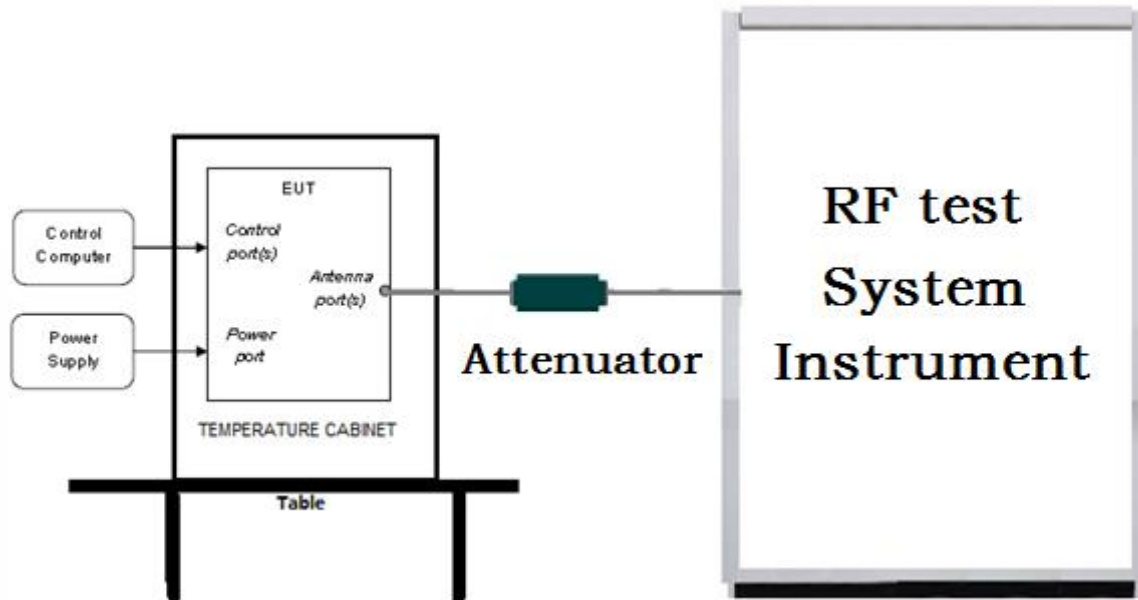 Control
Computer
Power
Supply
EUT
Control
port(s)
Antenna
port(s)
Power
port
TEMPERATURE CABINET
Table
Attenuator
RF test
System
Instrument